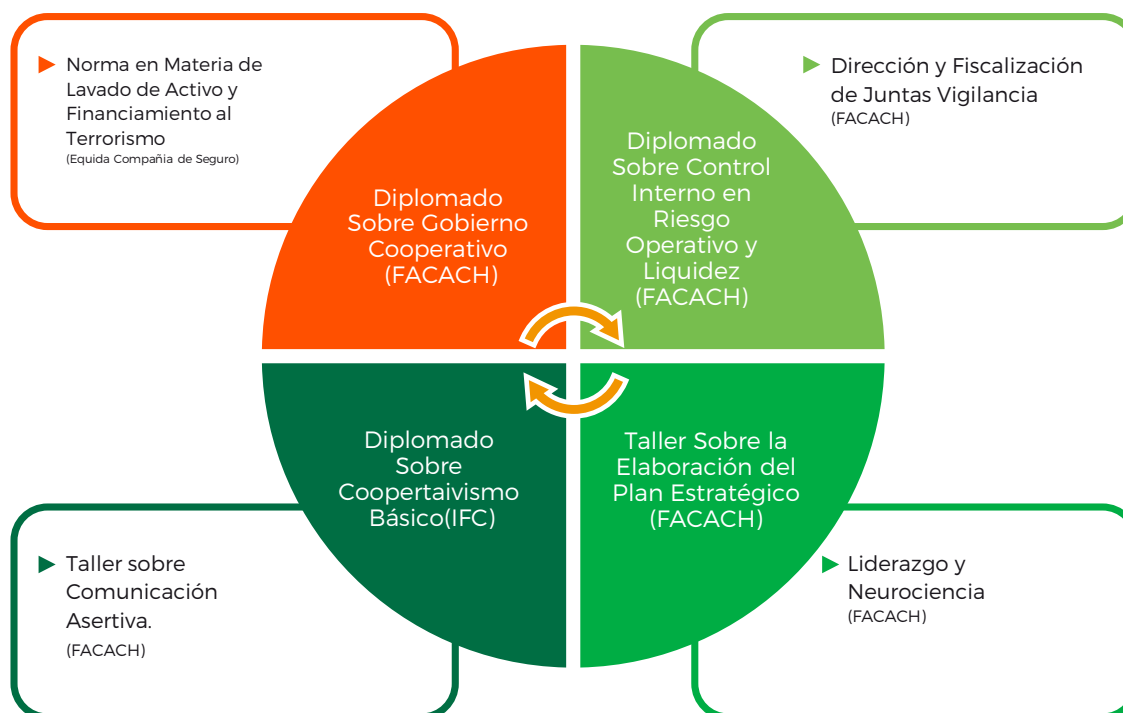 Norma en Materia de
Lavado de Activo y
Financiamiento al
Terrorismo
(Equida Compañia de Seguro)
Diplomado
Sobre Gobierno
Cooperativo
(FACACH)
Diplomado
Sobre Control
Interno en
Riesgo
Operativo y
Liquidez
(FACACH)
Dirección y Fiscalización
de Juntas Vigilancia
(FACACH)
Taller sobre
Comunicación
Asertiva.
(FACACH)
Diplomado
Sobre
Coopertaivismo
Básico(IFC)
Taller Sobre la
Elaboración del
Plan Estratégico
(FACACH)
Liderazgo y
Neurociencia
(FACACH)